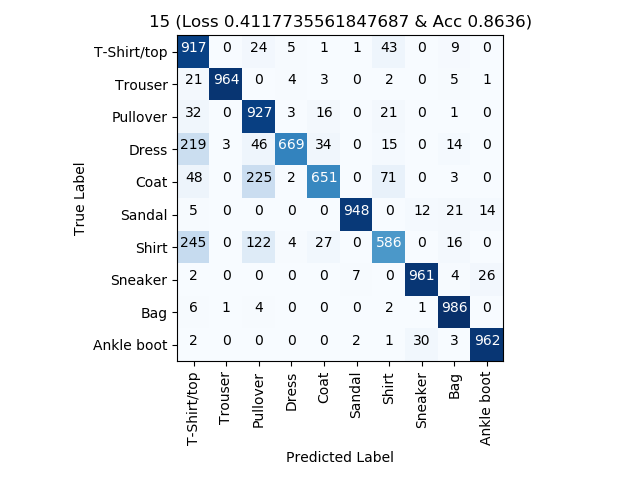 15 (Loss 0.4117735561847687 & Acc 0.8636)
T-Shirt/top 917 0 24 5 1 1 43 0 9 0
Trouser 21 964 0 4 3 0 2 0 5 1
Pullover 32 0 927 3 16 0 21 0 1 0
Dress 219 3 46 669 34 0 15 0 14 0
Coat 48 0 225 2 651 0 71 0 3 0
Sandal 5 0 0 0 0 948 0 12 21 14
Shirt 245 0 122 4 27 0 586 0 16 0
Sneaker 2 0 0 0 0 7 0 961 4 26
Bag 6 1 4 0 0 0 2 1 986 0
Ankle boot 2 0 0 0 0 2 1 30 3 962
True Label
T-Shirt/top
Trouser
Pullover
Dress
Coat
Sandal
Shirt
Sneaker
Bag
Ankle boot
Predicted Label